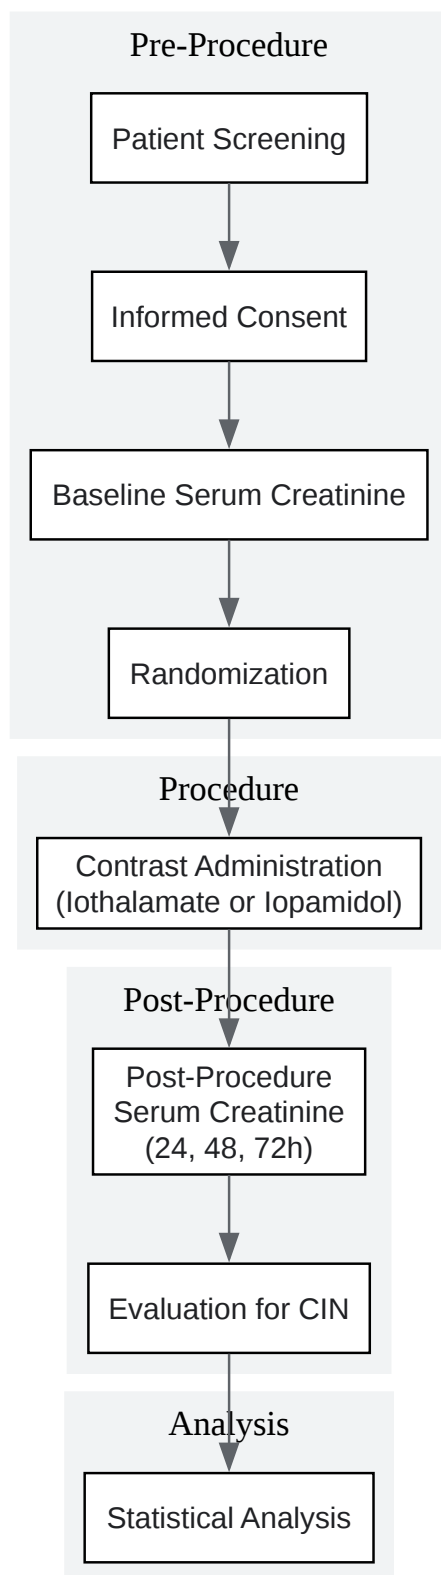 Pre-Procedure
Patient Screening
Informed Consent
Baseline Serum Creatinine
Randomization
Procedure
Contrast Administration
(Iothalamate or Iopamidol)
Post-Procedure
Post-Procedure
Serum Creatinine
(24, 48, 72h)
Evaluation for CIN
Analysis
Statistical Analysis